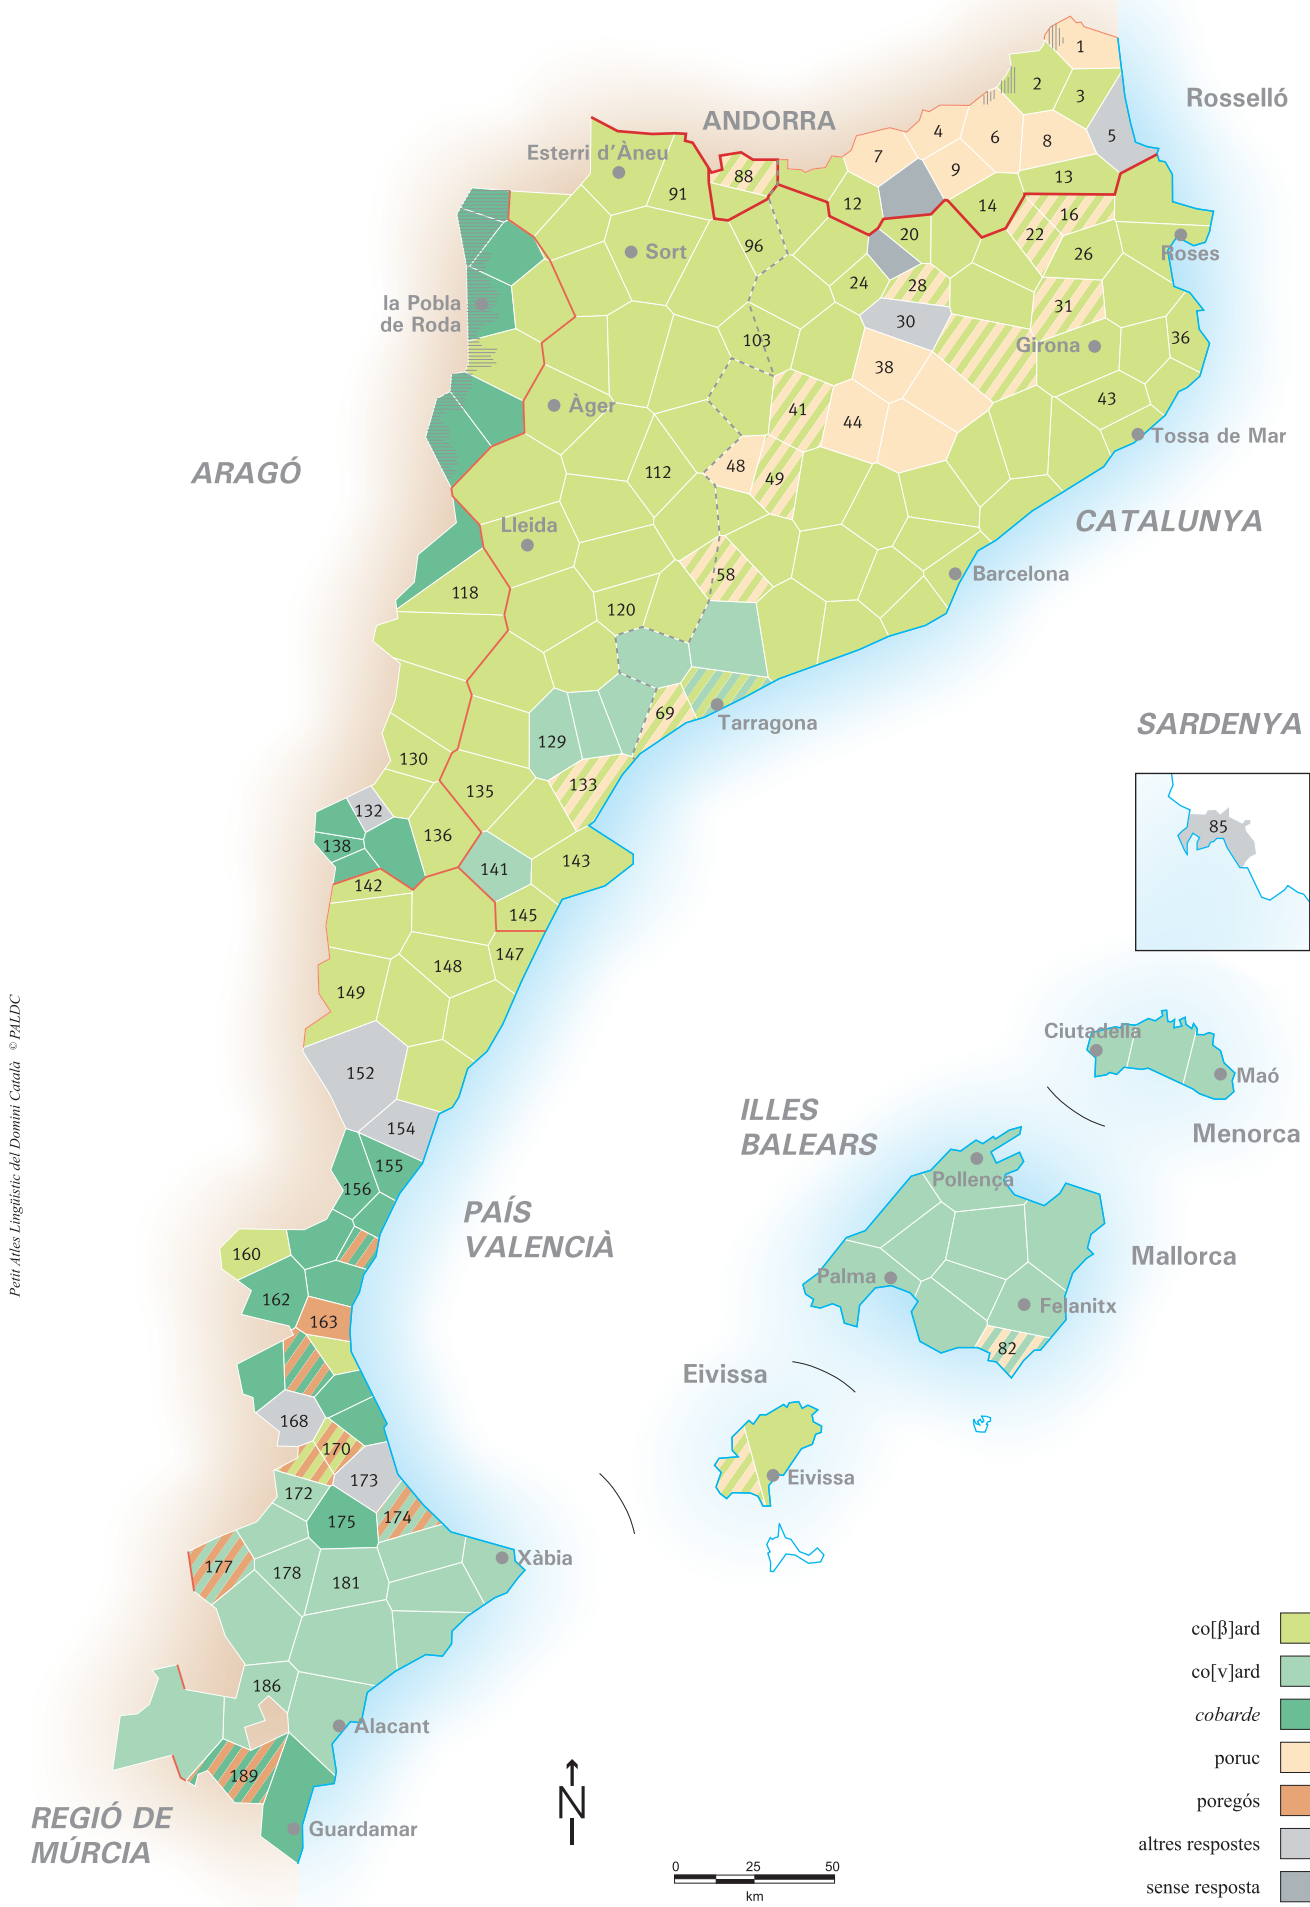 1
Rosselló
2
3
ANDORRA
4
6
8
5
Esterri d'Àneu
7
9
88
13
91
12
14
16
20
22
Roses
Sort
96
26
24
28
la Pobla
de Roda
31
30
103
Girona
36
38
Àger
41
43
44
Tossa de Mar
ARAGÓ
112
48
49
Lleida
CATALUNYA
58
Barcelona
118
120
69
Tarragona
SARDENYA
129
130
133
135
132
85
136
138
141
143
142
145
147
148
149
Ciutadella
152
Maó
ILLES
BALEARS
154
Menorca
155
156
Pollença
PAÍS
VALENCIÀ
160
Mallorca
Palma
162
Felanitx
163
82
Eivissa
168
170
173
Eivissa
172
174
175
Xàbia
177
178
181
186
Alacant
189
REGIÓ DE
MÚRCIA
Guardamar
N
0 25 50
km
co[β]ard
co[v]ard
cobarde
poruc
poregós
altres respostes
sense resposta
Petit Atles Lingüístic del Domini Català © PALDC